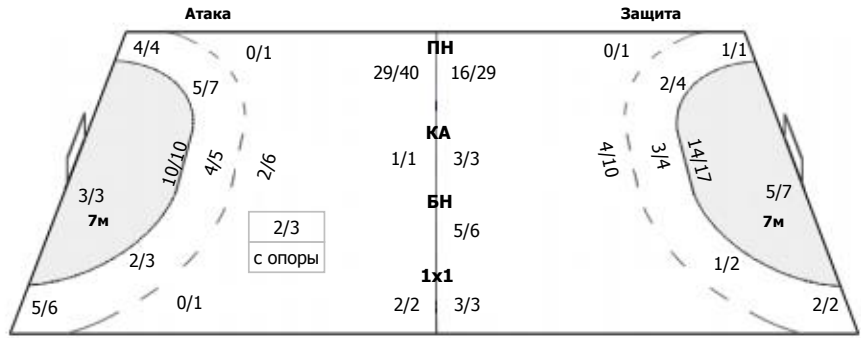 Атака Защита
4/4 0/1 ПН 0/1 1/1
29/40 16/29
5/7 2/4
КА
10/10 4/5 2/6 1/1 3/3 4/10 3/4 14/17
3/3 5/7
7м БН 7м
2/3 5/6
с опоры
2/3 1/2
1x1
5/6 0/1 2/2 3/3 2/2